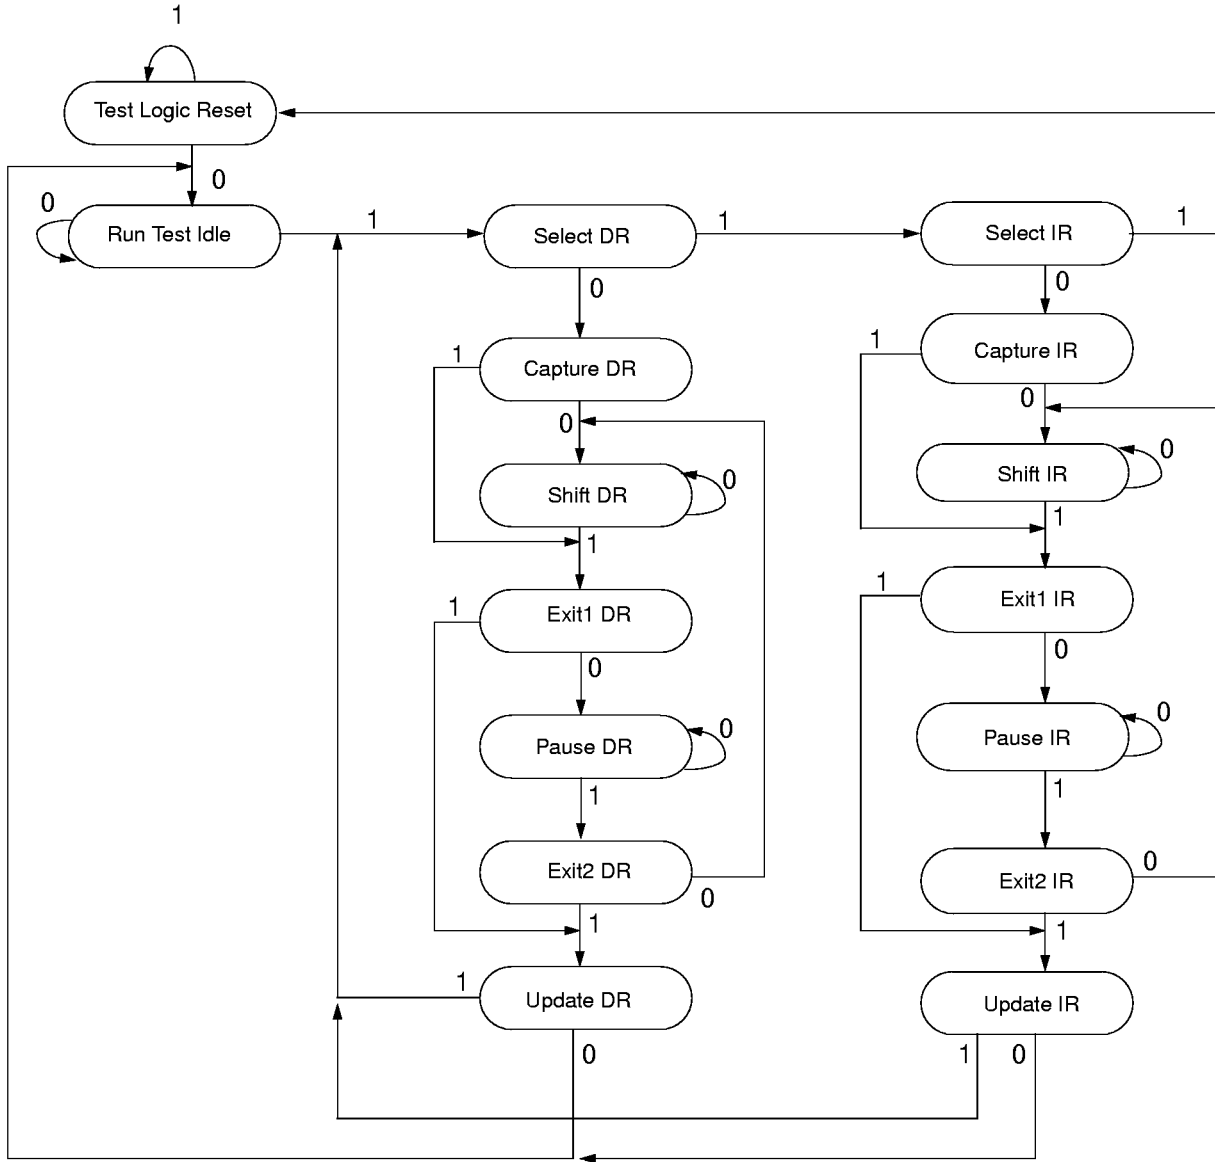 1
Test Logic Reset
0
0
Run Test Idle
1
Select DR
1
Select IR
1
0
0
1
Capture DR
1
Capture IR
0
0
Shift DR
0
Shift IR
0
1
1
1
Exit1 DR
1
Exit1 IR
0
0
Pause DR
0
Pause IR
0
1
1
Exit2 DR
0
Exit2 IR
0
1
1
1
Update DR
Update IR
0
1
0